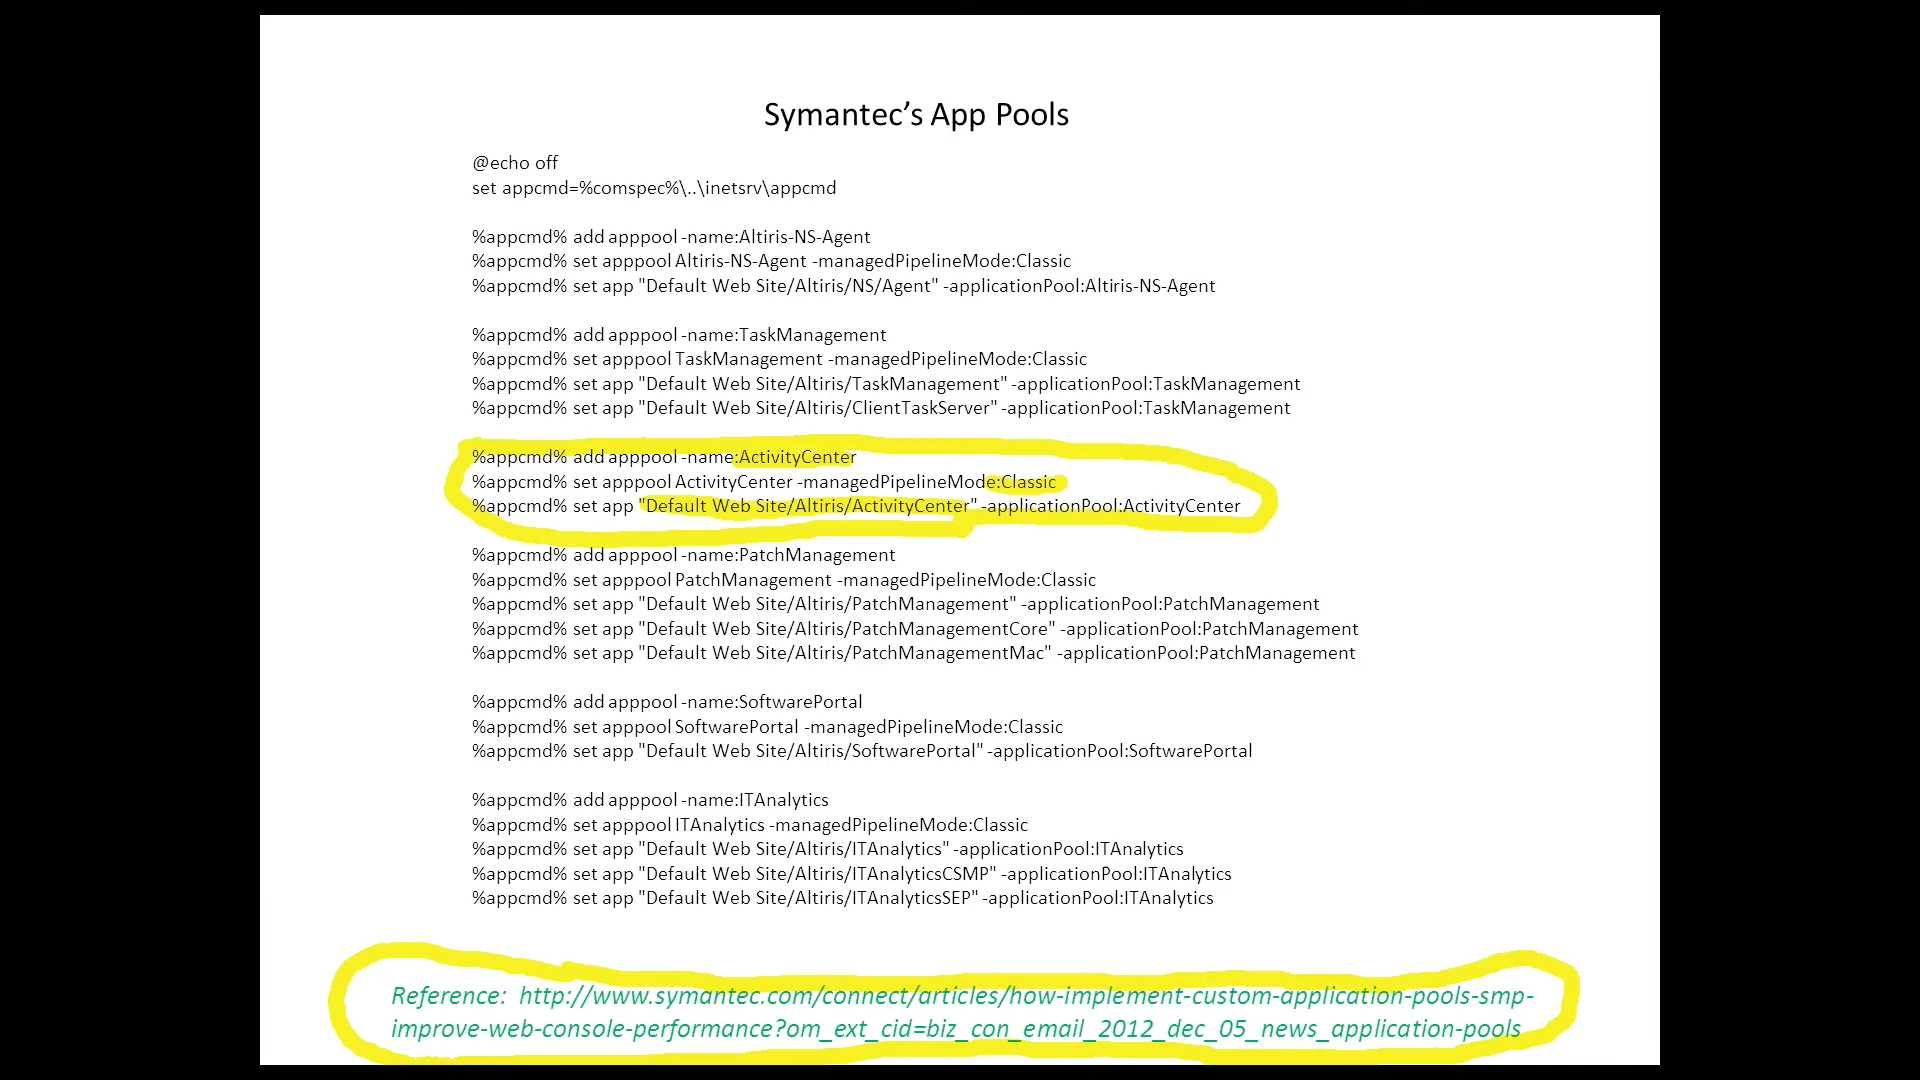 Symantec’s App Pools
@echo off
set appcmd=%comspec%\..\inetsrv\appcmd
%appcmd% add apppool -name:Altiris-NS-Agent
%appcmd% set apppool Altiris-NS-Agent -managedPipelineMode:Classic
%appcmd% set app "Default Web Site/Altiris/NS/Agent" -applicationPool:Altiris-NS-Agent
%appcmd% add apppool -name:TaskManagement
%appcmd% set apppool TaskManagement -managedPipelineMode:Classic
%appcmd% set app "Default Web Site/Altiris/TaskManagement" -applicationPool:TaskManagement
%appcmd% set app "Default Web Site/Altiris/ClientTaskServer" -applicationPool:TaskManagement
%appcmd% add apppool -name:ActivityCenter
%appcmd% set apppool ActivityCenter -managedPipelineMode:Classic
%appcmd% set app "Default Web Site/Altiris/ActivityCenter" -applicationPool:ActivityCenter
%appcmd% add apppool -name:PatchManagement
%appcmd% set apppool PatchManagement -managedPipelineMode:Classic
%appcmd% set app "Default Web Site/Altiris/PatchManagement" -applicationPool:PatchManagement
%appcmd% set app "Default Web Site/Altiris/PatchManagementCore" -applicationPool:PatchManagement
%appcmd% set app "Default Web Site/Altiris/PatchManagementMac" -applicationPool:PatchManagement
%appcmd% add apppool -name:SoftwarePortal
%appcmd% set apppool SoftwarePortal -managedPipelineMode:Classic
%appcmd% set app "Default Web Site/Altiris/SoftwarePortal" -applicationPool:SoftwarePortal
%appcmd% add apppool -name:ITAnalytics
%appcmd% set apppool ITAnalytics -managedPipelineMode:Classic
%appcmd% set app "Default Web Site/Altiris/ITAnalytics" -applicationPool:ITAnalytics
%appcmd% set app "Default Web Site/Altiris/ITAnalyticsCSMP" -applicationPool:ITAnalytics
%appcmd% set app "Default Web Site/Altiris/ITAnalyticsSEP" -applicationPool:ITAnalytics
Reference: http://www.symantec.com/connect/articles/how-implement-custom-application-pools-smp-
improve-web-console-performance?om_ext_cid=biz_con_email_2012_dec_05_news_application-pools